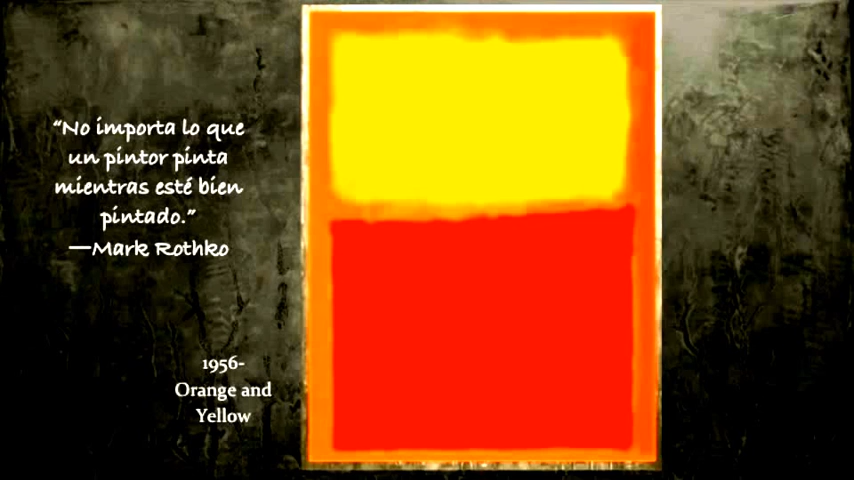 “No importa lo que
un pintor pinta
mientras esté bien
pintado.”
—Mark Rothko
1956-
Orange and
Yellow